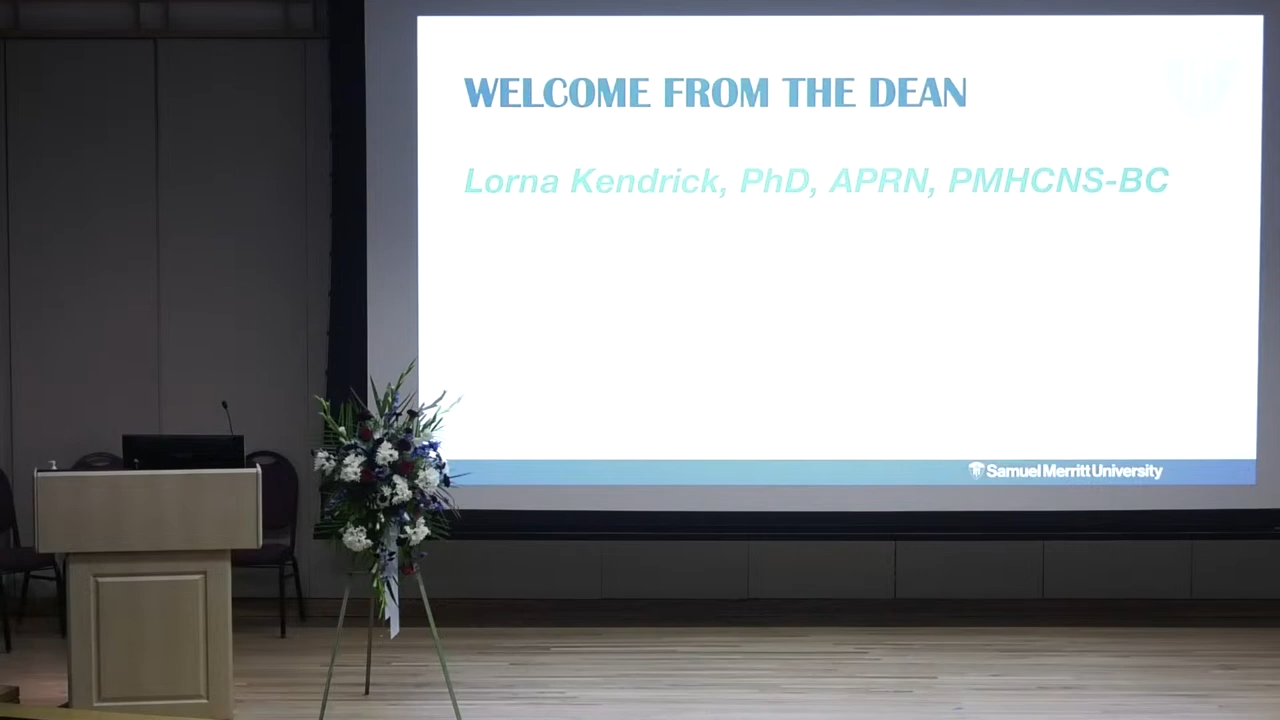 WELCOME FROM THE DEAN
Lorna Kendrick, PhD, APRN, PMHCNS-BC
Samuel Merritt University